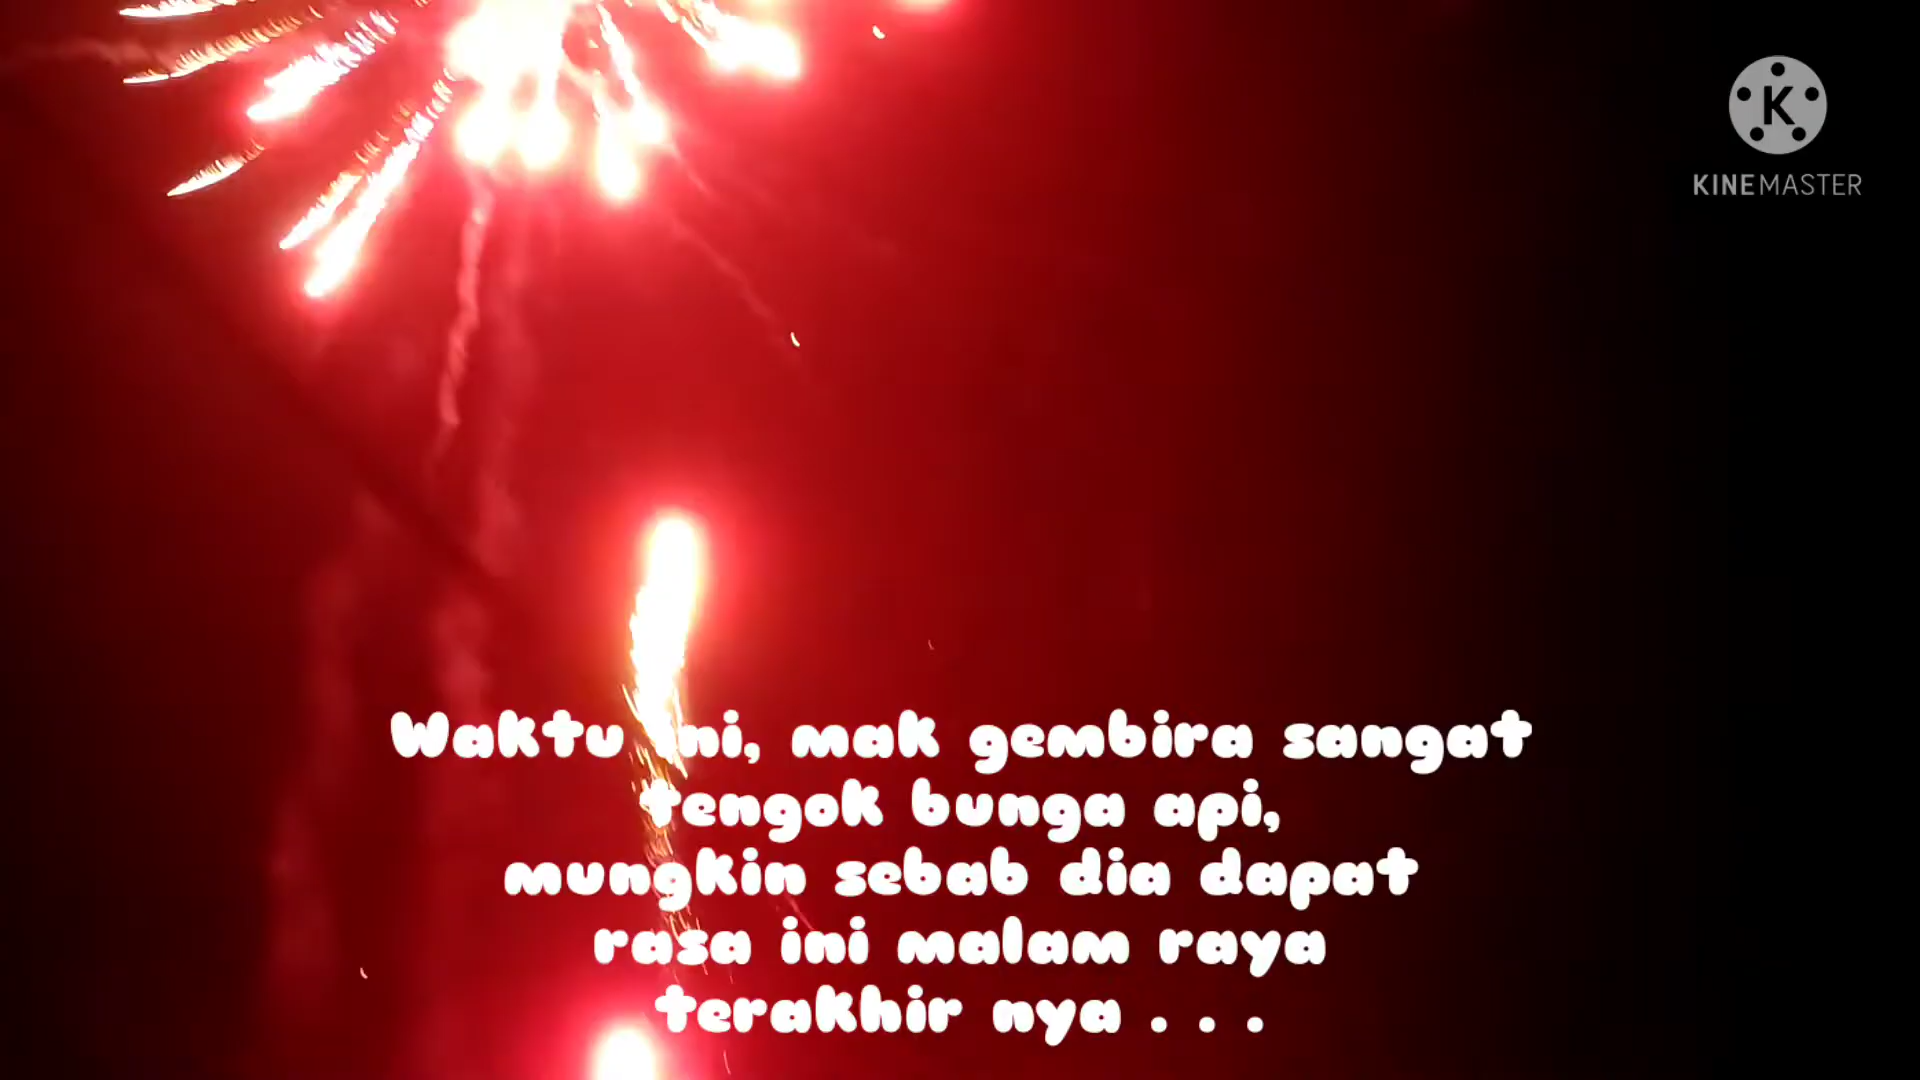 KINEMASTER
Waktu ini, mak gembira sangat
tengok bunga api,
mungkin sebab dia dapat
rasa ini malam raya
terakhir nya . . .